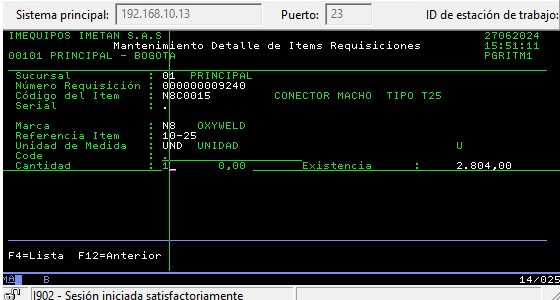 Sistema principal: 192.168.10.13 Puerto: 23 ID de estación de trabajo:
IMEQUIPOS IMETAN S.A.S 27062024
Mantenimiento Detalle de Items Requisiciones 15:51:11
00101 PRINCIPAL - BOGOTA PGRITM1
Sucursal : 01 PRINCIPAL
Número Requisición : 000000009240
Código del Item : N8C0015 CONECTOR MACHO TIPO T25
Serial : .
Marca : N8 OXYWELD
Referencia Item : 10-25
Unidad de Medida : UND UNIDAD U
Code : .
Cantidad : 1 0,00 Existencia : 2.804,00
F4=Lista F12=Anterior
MA B 14/025
I902 - Sesión iniciada satisfactoriamente